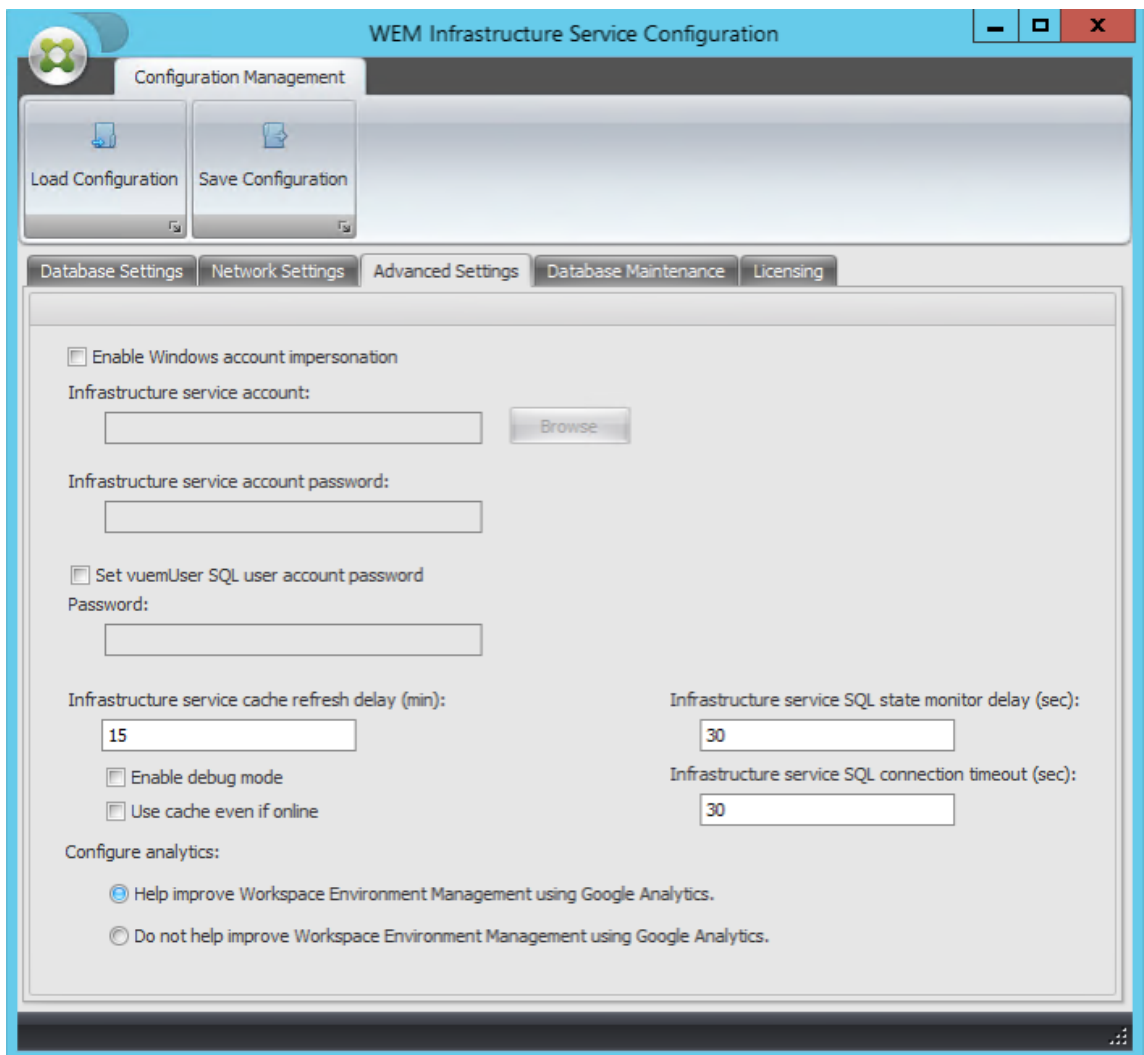 WEM Infrastructure Service Configuration
Configuration Management
Load Configuration
Save Configuration
Database Settings
Network Settings
Advanced Settings
Database Maintenance
Licensing
Enable Windows account impersonation
Infrastructure service account:
Browse
Infrastructure service account password:
Set vuemUser SQL user account password
Password:
Infrastructure service cache refresh delay (min):
15
Enable debug mode
Use cache even if online
Infrastructure service SQL state monitor delay (sec):
30
Infrastructure service SQL connection timeout (sec):
30
Configure analytics:
Help improve Workspace Environment Management using Google Analytics.
Do not help improve Workspace Environment Management using Google Analytics.